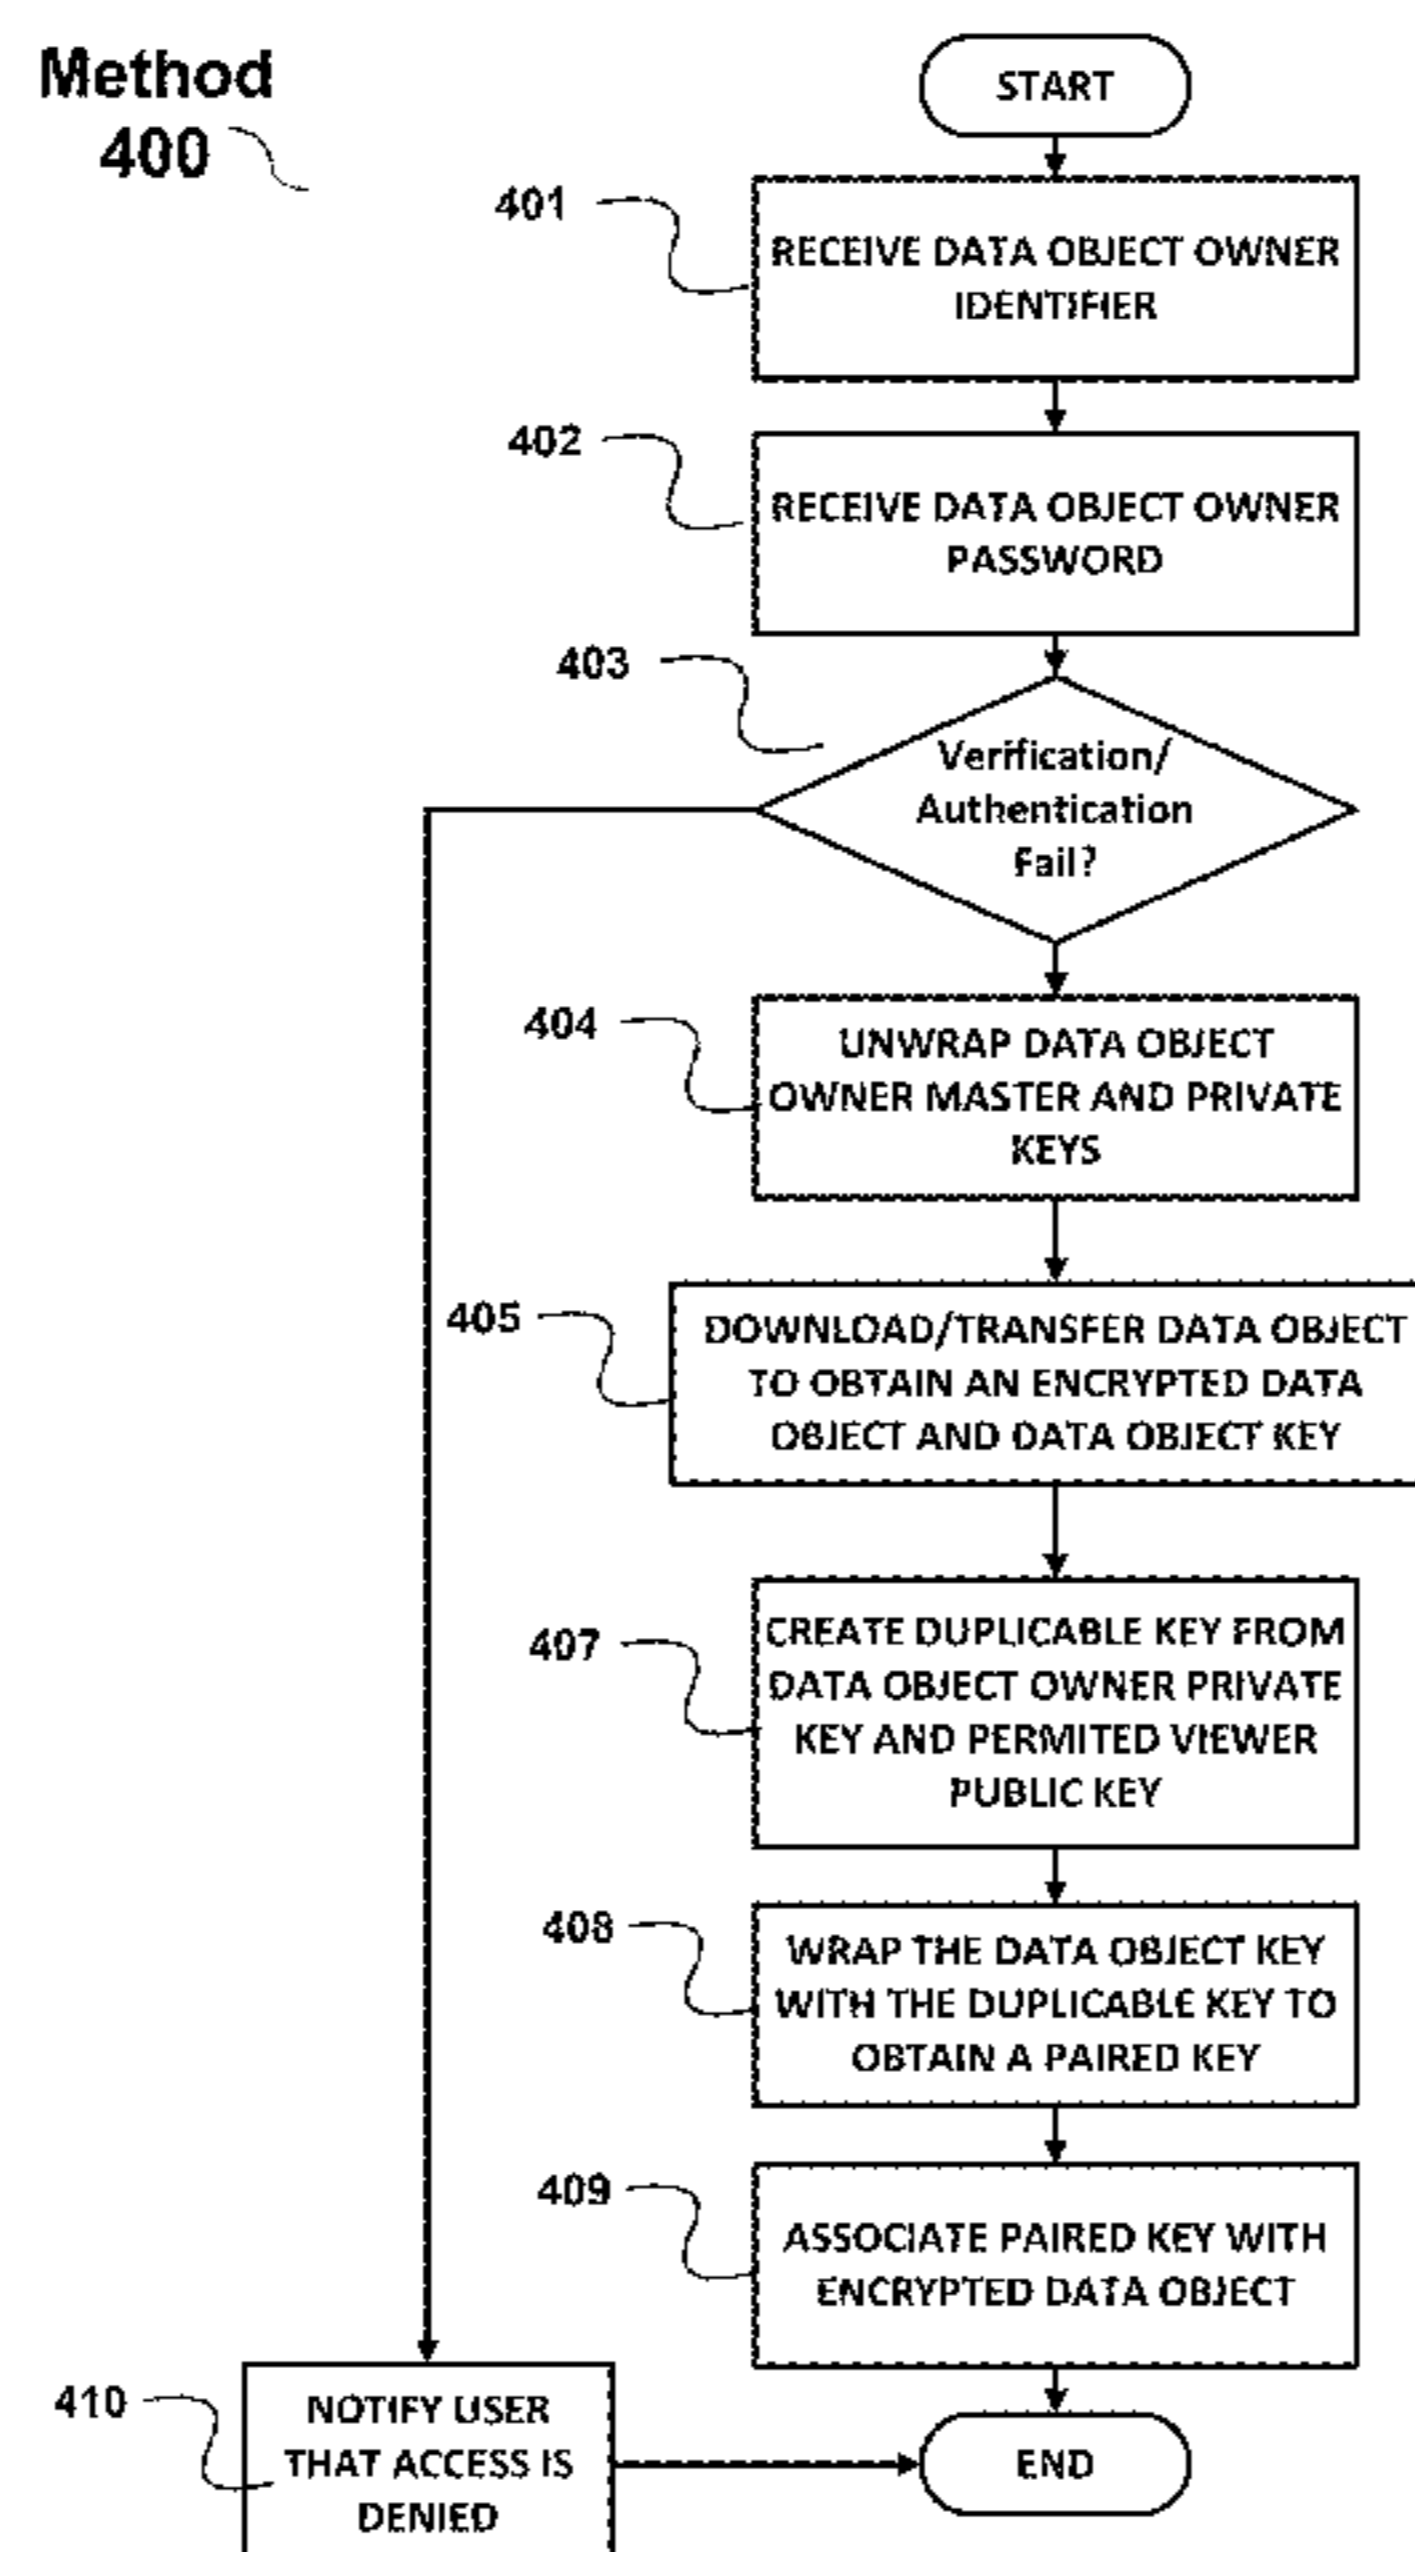 Method
400
START
401
RECEIVE DATA OBJECT OWNER
IDENTIFIER
402
RECEIVE DATA OBJECT OWNER
PASSWORD
403
Verification/
Authentication
Fail?
404
UNWRAP DATA OBJECT
OWNER MASTER AND PRIVATE
KEYS
405
DOWNLOAD/TRANSFER DATA OBJECT
TO OBTAIN AN ENCRYPTED DATA
OBJECT AND DATA OBJECT KEY
407
CREATE DUPLICABLE KEY FROM
DATA OBJECT OWNER PRIVATE
KEY AND PERMITED VIEWER
PUBLIC KEY
408
WRAP THE DATA OBJECT KEY
WITH THE DUPLICABLE KEY TO
OBTAIN A PAIRED KEY
409
ASSOCIATE PAIRED KEY WITH
ENCRYPTED DATA OBJECT
410
NOTIFY USER
THAT ACCESS IS
DENIED
END